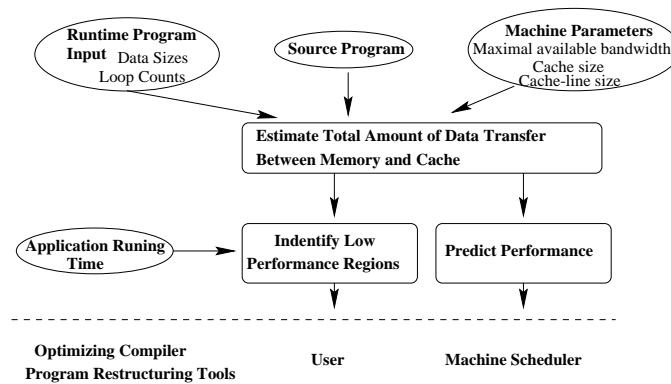 Runtime Program
Input
Data Sizes
Loop Counts
Source Program
Machine Parameters
Maximal available bandwidth
Cache size
Cache-line size
Estimate Total Amount of Data Transfer
Between Memory and Cache
Application Runing
Time
Indentify Low
Performance Regions
Predict Performance
Optimizing Compiler
Program Restructuring Tools
User
Machine Scheduler